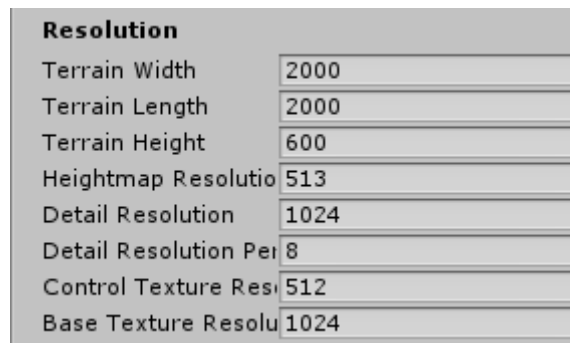 Resolution
Terrain Width 2000
Terrain Length 2000
Terrain Height 600
Heightmap Resolutio 513
Detail Resolution 1024
Detail Resolution Per 8
Control Texture Res 512
Base Texture Resolu 1024